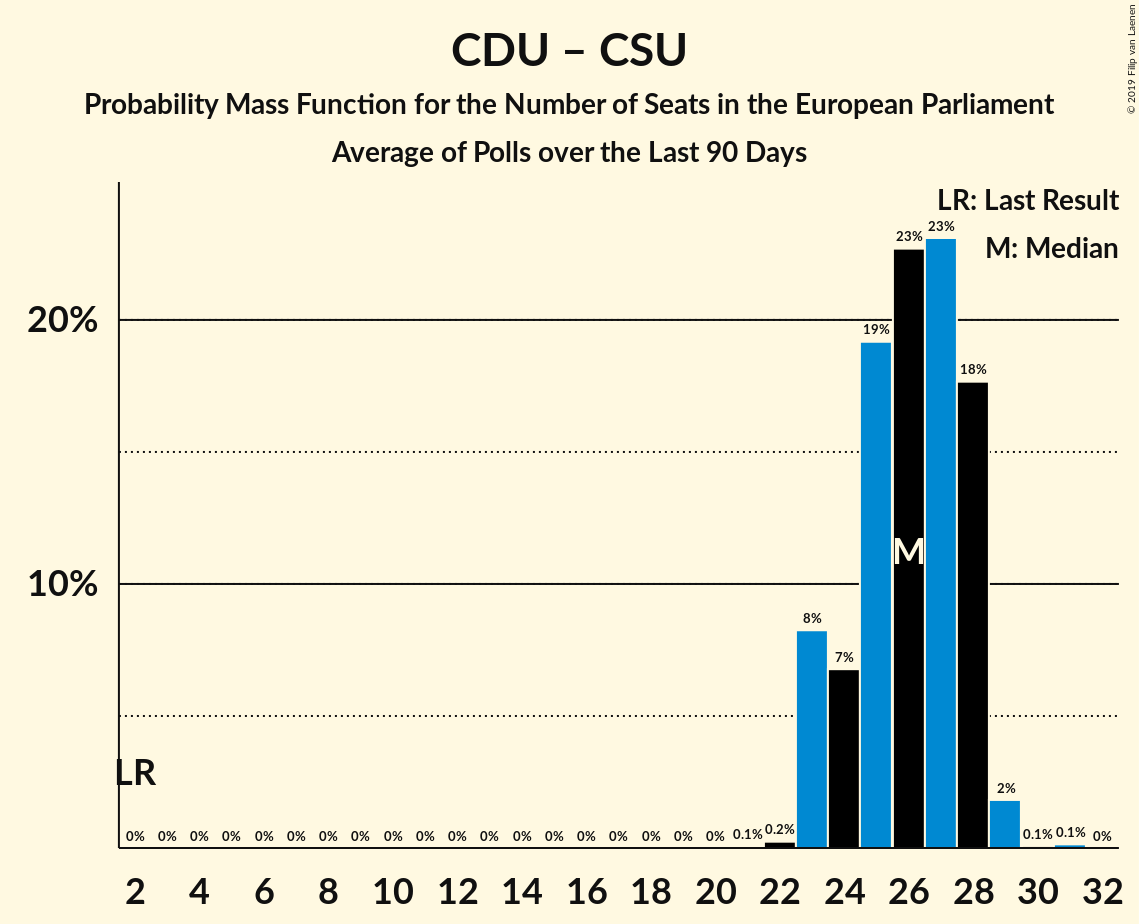 © 2019 Filip van Laenen
CDU – CSU
Probability Mass Function for the Number of Seats in the European Parliament
Average of Polls over the Last 90 Days
LR: Last Result
M: Median
20%
10%
LR
M
0% 0% 0% 0% 0% 0% 0% 0% 0% 0% 0% 0% 0% 0% 0% 0% 0% 0% 0% 0.1% 0.2% 8% 7% 19% 23% 23% 18% 2% 0.1% 0.1% 0%
2 4 6 8 10 12 14 16 18 20 22 24 26 28 30 32